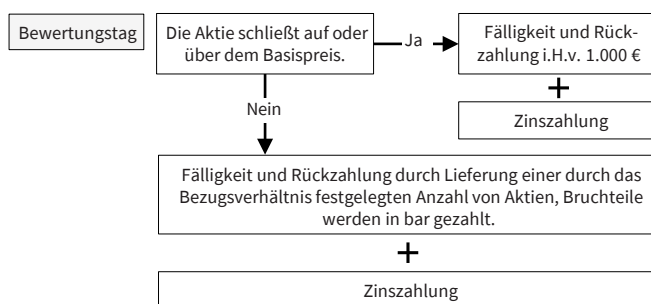 Bewertungstag
Die Aktie schließt auf oder
über dem Basispreis.
Ja
Fälligkeit und Rück-
zahlung i.H.v. 1.000 €
+
Zinszahlung
Nein
Fälligkeit und Rückzahlung durch Lieferung einer durch das
Bezugsverhältnis festgelegten Anzahl von Aktien, Bruchteile
werden in bar gezahlt.
+
Zinszahlung